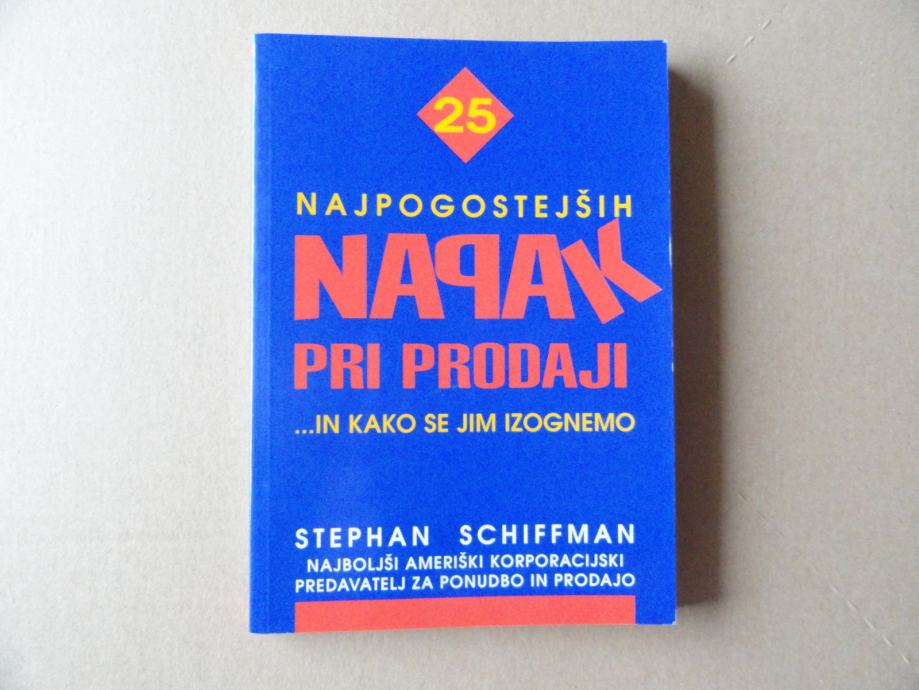 25
NAJPOGOSTEJŠIH
NAPAK
PRI PRODAJI
...IN KAKO SE JIM IZOGNEMO
STEPHAN SCHIFFMAN
NAJBOLJŠI AMERIŠKI KORPORACIJSKI
PREDAVATELJ ZA PONUDBO IN PRODAJO